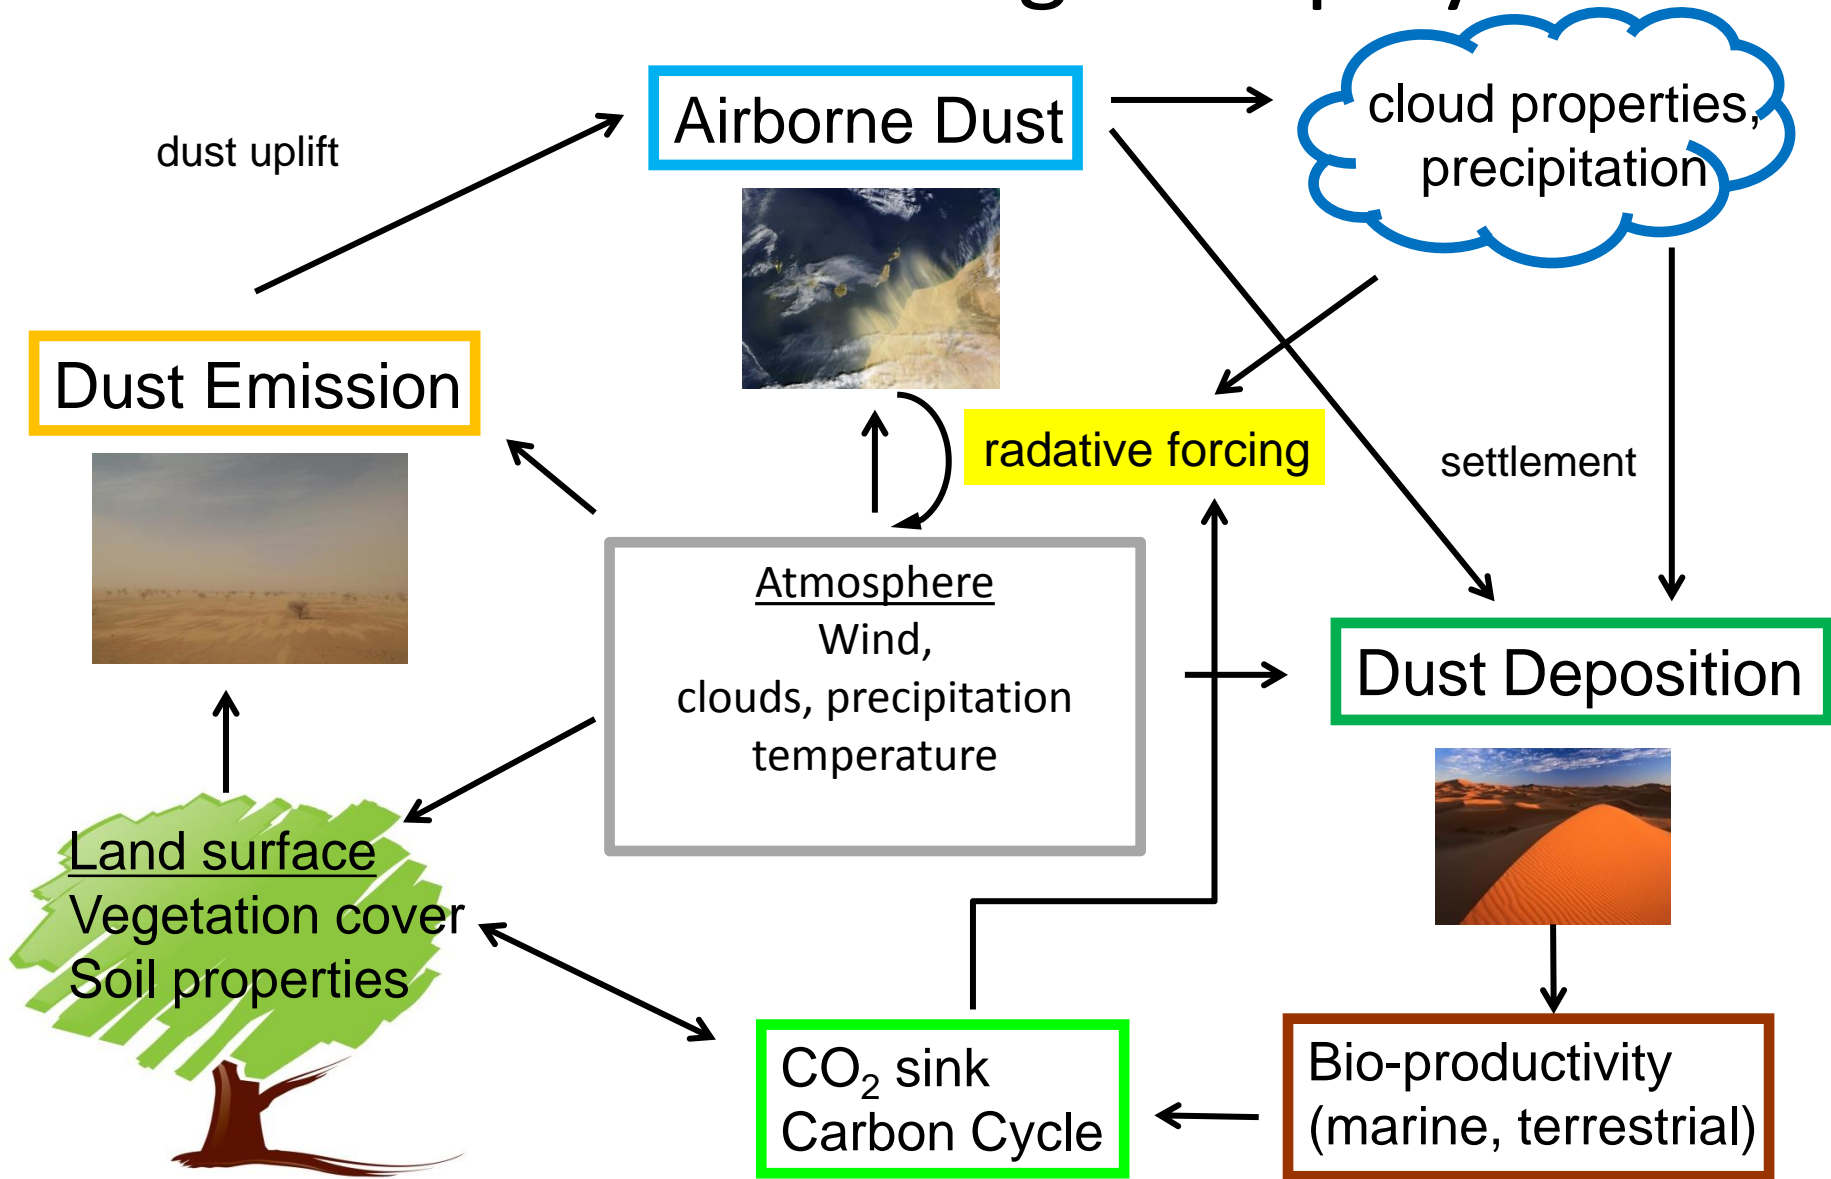 Airborne Dust
cloud properties,
precipitation
dust uplift
Dust Emission
radative forcing
settlement
Atmosphere
Wind,
clouds, precipitation
temperature
Dust Deposition
Land surface
Vegetation cover
Soil properties
CO₂ sink
Carbon Cycle
Bio-productivity
(marine, terrestrial)